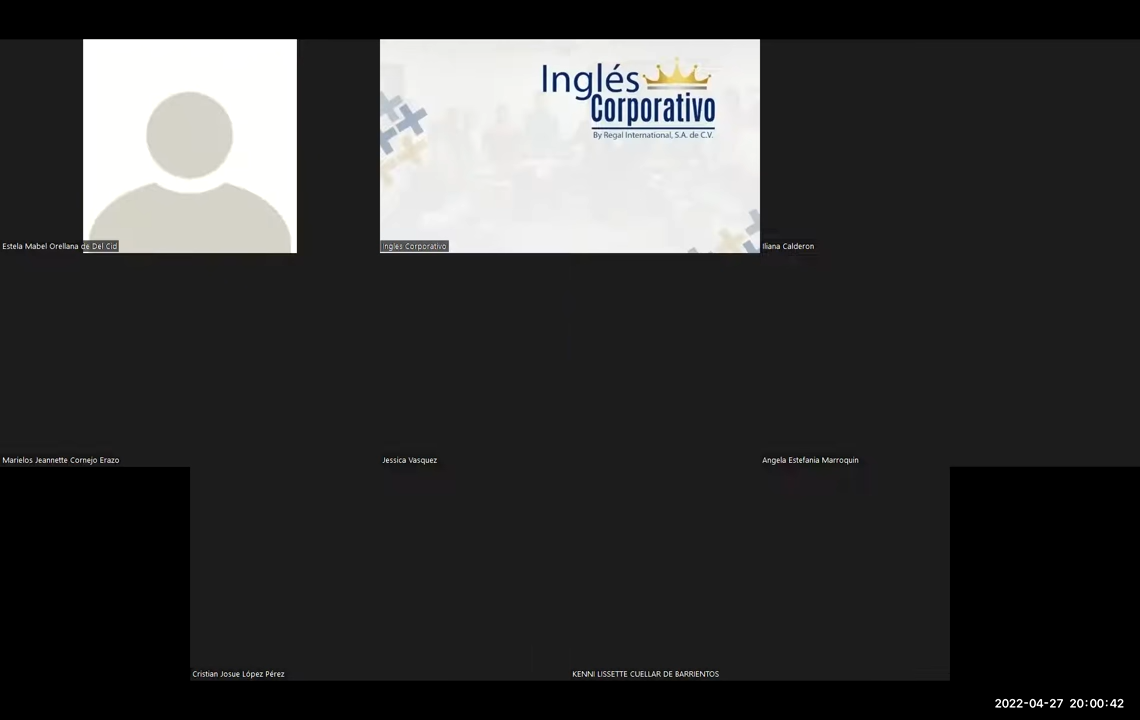 Inglés
Corporativo
By Regal International, S.A. de C.V.
Estela Mabel Orellana de Del Cid
Inglés Corporativo
Iliana Calderon
Marielos Jeannette Cornejo Erazo
Jessica Vasquez
Angela Estefania Marroquin
Cristian Josue López Pérez
KENNI LISSETTE CUELLAR DE BARRIENTOS
2022-04-27 20:00:42